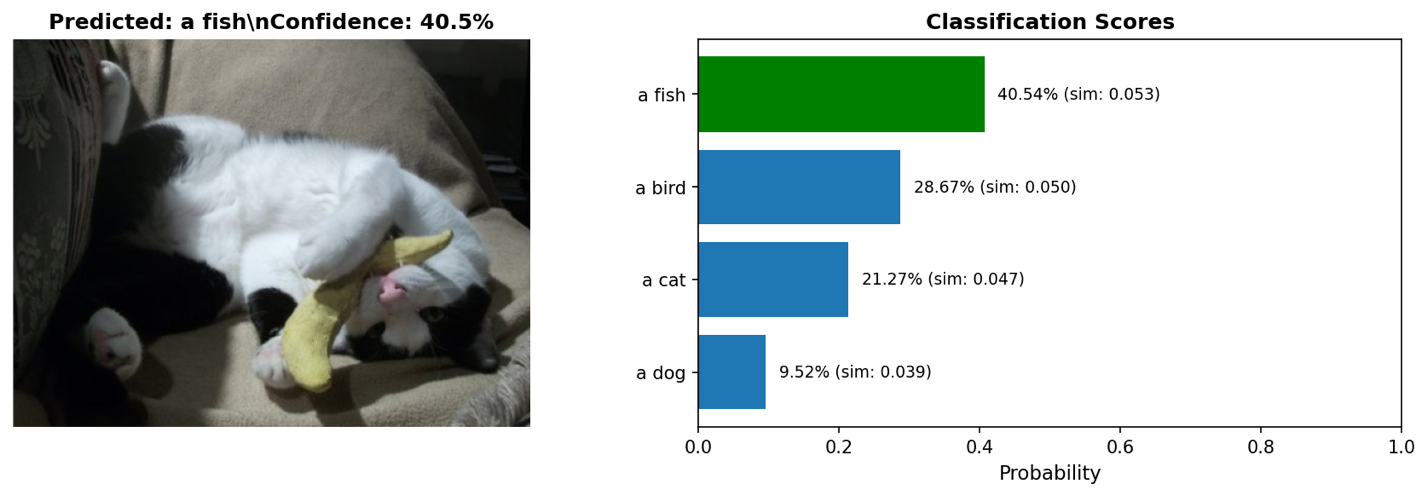 Predicted: a fish\nConfidence: 40.5%
Classification Scores
a fish
40.54% (sim: 0.053)
a bird
28.67% (sim: 0.050)
a cat
21.27% (sim: 0.047)
a dog
9.52% (sim: 0.039)
0.0 0.2 0.4 0.6 0.8 1.0
Probability